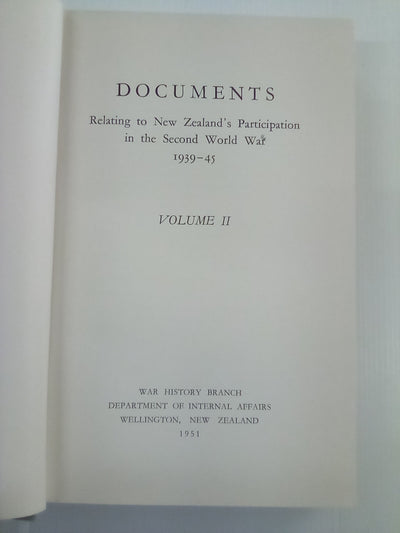 DOCUMENTS
Relating to New Zealand's Participation
in the Second World War
1939–45
VOLUME II
WAR HISTORY BRANCH
DEPARTMENT OF INTERNAL AFFAIRS
WELLINGTON, NEW ZEALAND
1951